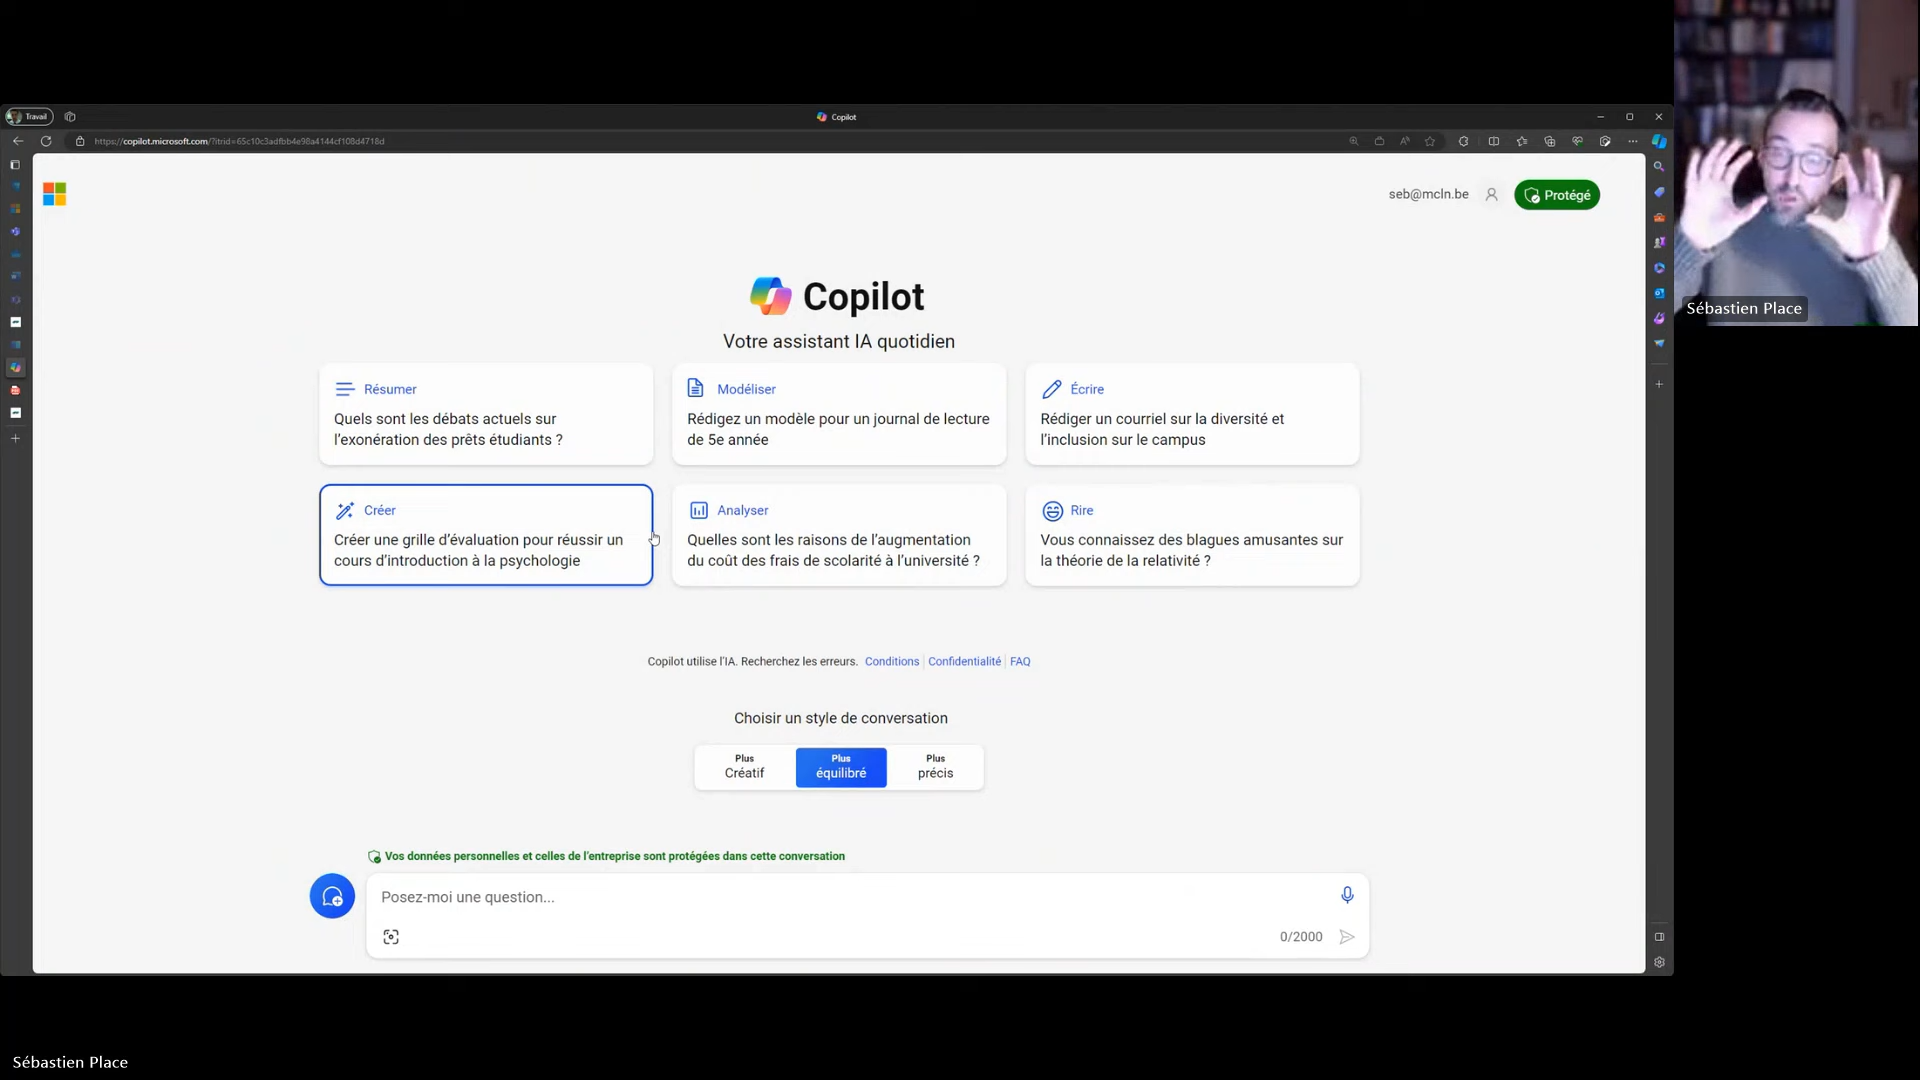 Travail
Copilot
https://copilot.microsoft.com/?itrid=65c10c3adfbb4e98a4144cf108d4718d
seb@mcln.be
Protégé
Sébastien Place
Copilot
Votre assistant IA quotidien
Résumer
Quels sont les débats actuels sur
l’exonération des prêts étudiants ?
Modéliser
Rédigez un modèle pour un journal de lecture
de 5e année
Écrire
Rédiger un courriel sur la diversité et
l’inclusion sur le campus
Créer
Créer une grille d’évaluation pour réussir un
cours d’introduction à la psychologie
Analyser
Quelles sont les raisons de l’augmentation
du coût des frais de scolarité à l’université ?
Rire
Vous connaissez des blagues amusantes sur
la théorie de la relativité ?
Copilot utilise l’IA. Recherchez les erreurs. Conditions Confidentialité FAQ
Choisir un style de conversation
Plus
Créatif
Plus
équilibré
Plus
précis
Vos données personnelles et celles de l’entreprise sont protégées dans cette conversation
Posez-moi une question...
0/2000
Sébastien Place